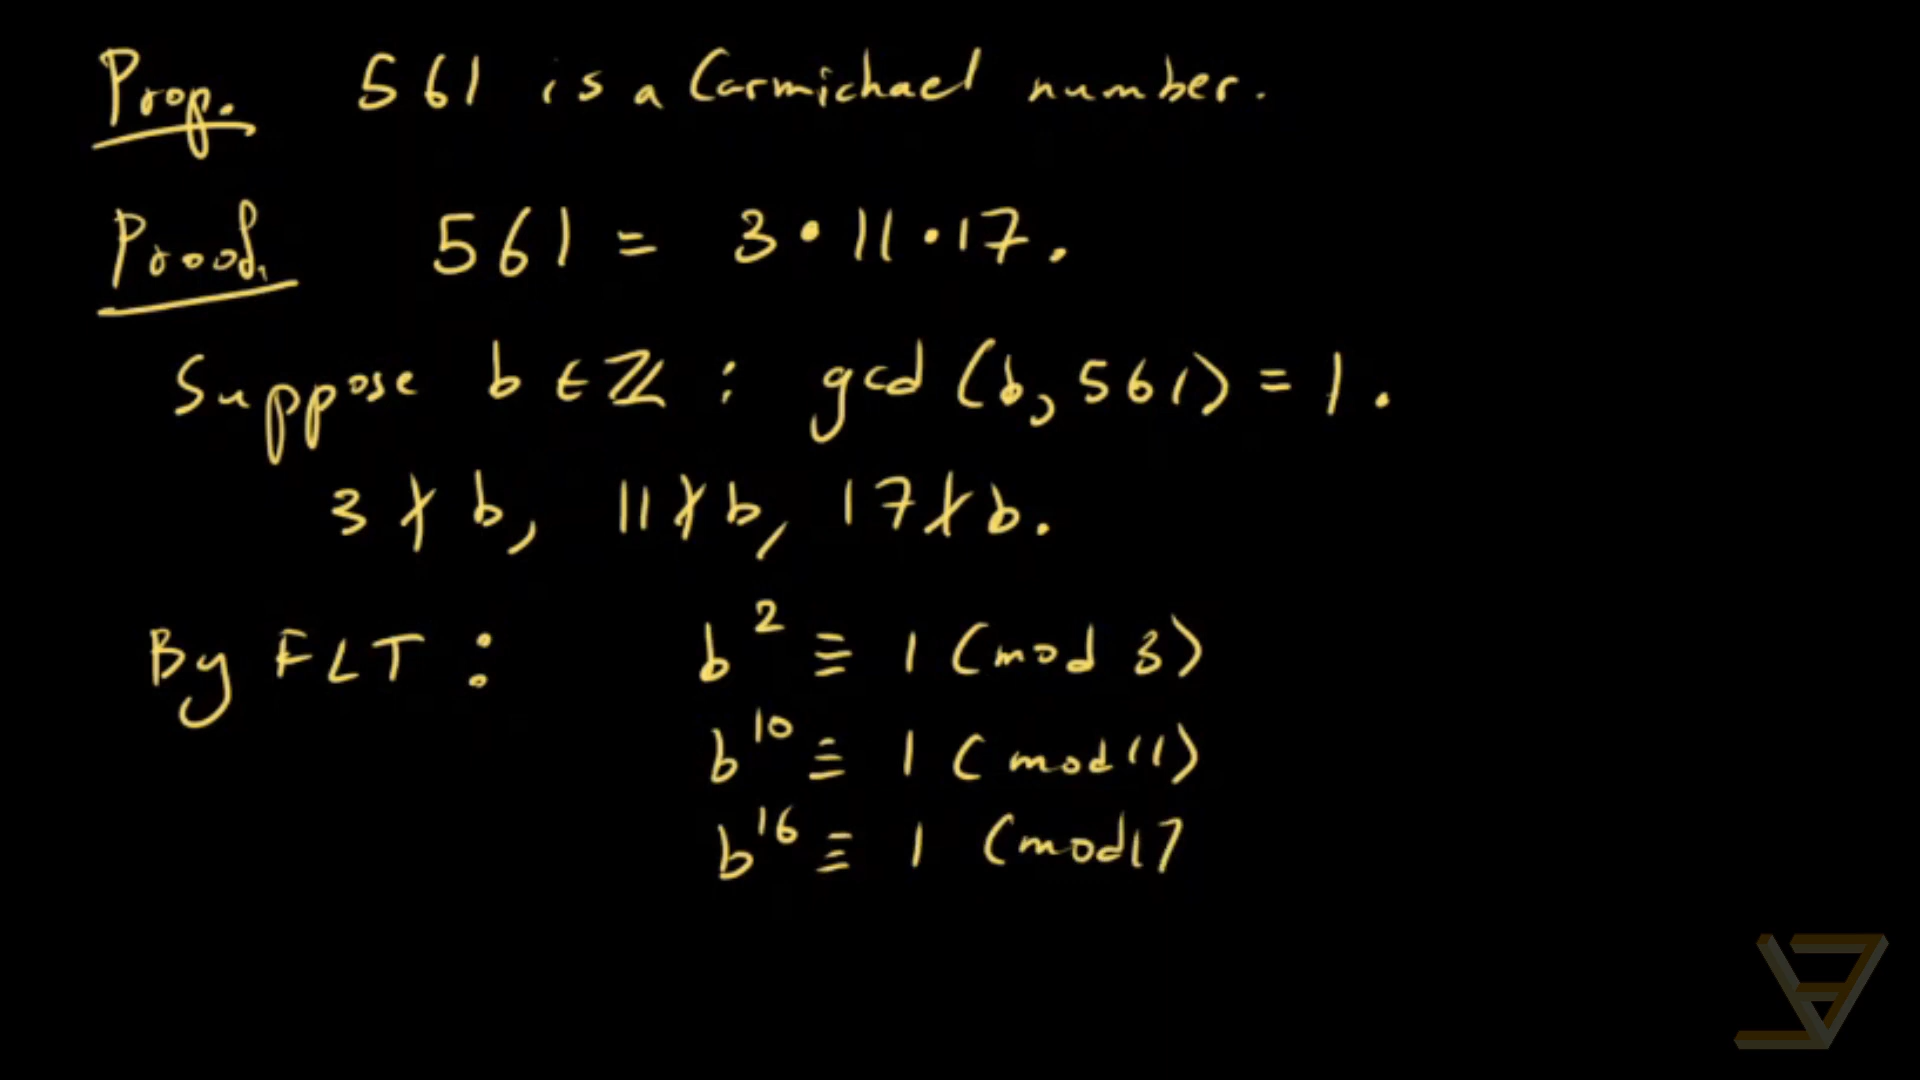 Prop. 561 is a Carmichael number.
Proof. 561 = 3 • 11 • 17.
Suppose b ∈ ℤ : gcd (b, 561) = 1.
3 ∤ b, 11 ∤ b, 17 ∤ b.
By FLT : b² ≡ 1 (mod 3)
b¹⁰ ≡ 1 (mod 11)
b¹⁶ ≡ 1 (mod 17